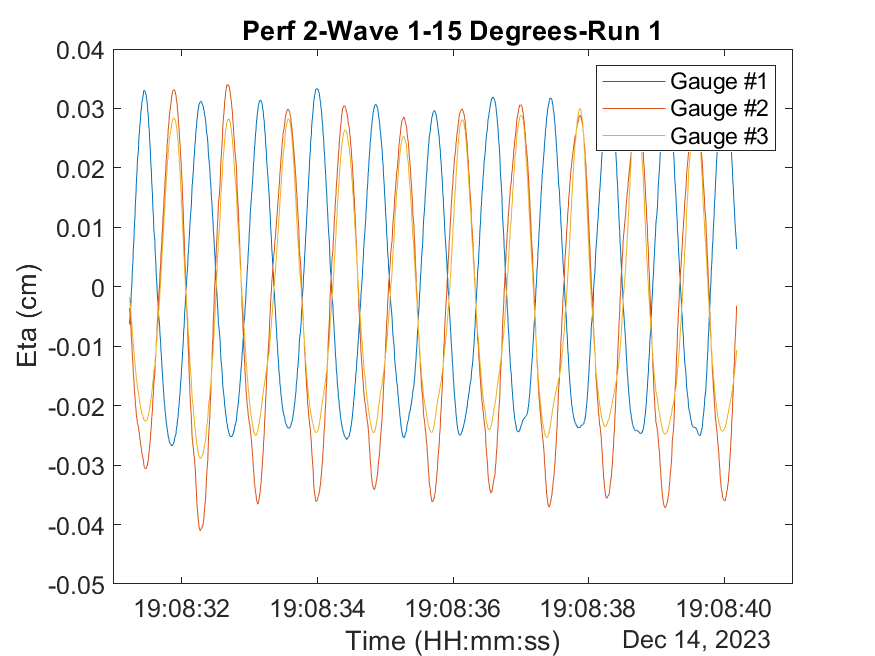 Perf 2-Wave 1-15 Degrees-Run 1
0.04
0.03
0.02
0.01
0
-0.01
-0.02
-0.03
-0.04
-0.05
Eta (cm)
Gauge #1
Gauge #2
Gauge #3
19:08:32 19:08:34 19:08:36 19:08:38 19:08:40
Time (HH:mm:ss)
Dec 14, 2023